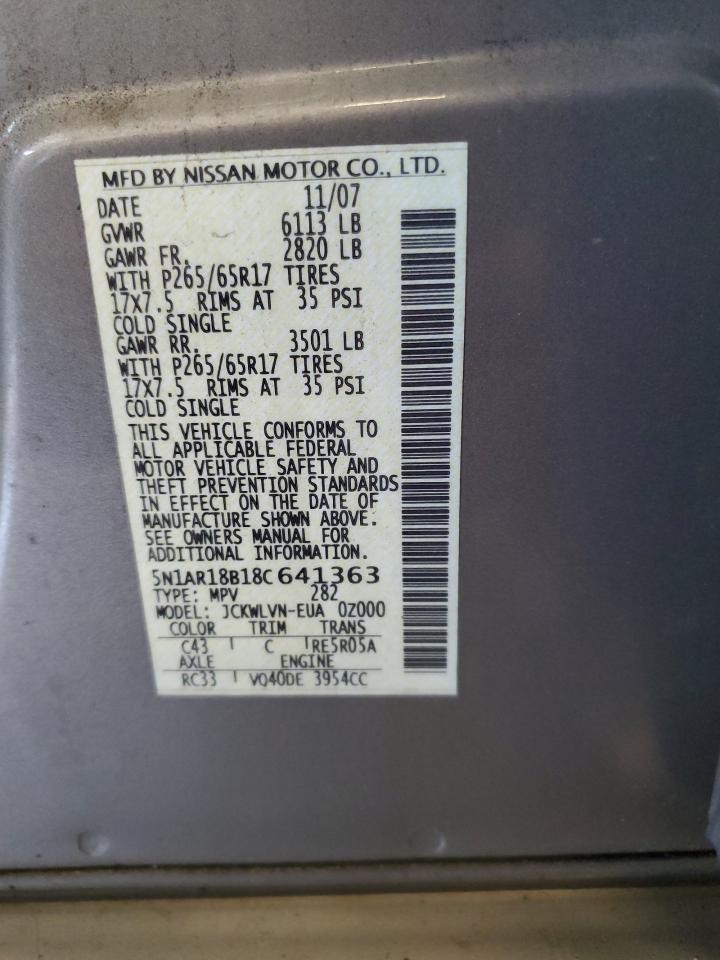 MFD BY NISSAN MOTOR CO., LTD.
DATE 11/07
GVWR 6113 LB
GAWR FR. 2820 LB
WITH P265/65R17 TIRES
17X7.5 RIMS AT 35 PSI
COLD SINGLE
GAWR RR. 3501 LB
WITH P265/65R17 TIRES
17X7.5 RIMS AT 35 PSI
COLD SINGLE
THIS VEHICLE CONFORMS TO
ALL APPLICABLE FEDERAL
MOTOR VEHICLE SAFETY AND
THEFT PREVENTION STANDARDS
IN EFFECT ON THE DATE OF
MANUFACTURE SHOWN ABOVE.
SEE OWNERS MANUAL FOR
ADDITIONAL INFORMATION.
5N1AR18B18C641363
TYPE: MPV 282
MODEL: JCKWLVN-EUA 0Z000
COLOR TRIM TRANS
C43 C RE5R05A
AXLE ENGINE
RC33 VQ40DE 3954CC